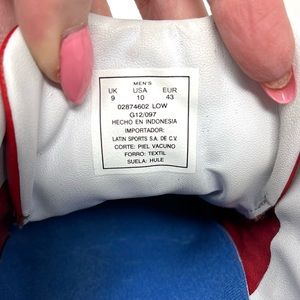 MEN'S
UK USA EUR
9 10 43
02874602 LOW
G12/097
HECHO EN INDONESIA
IMPORTADOR:
LATIN SPORTS S.A. DE C.V.
CORTE: PIEL VACUNO
FORRO: TEXTIL
SUELA: HULE